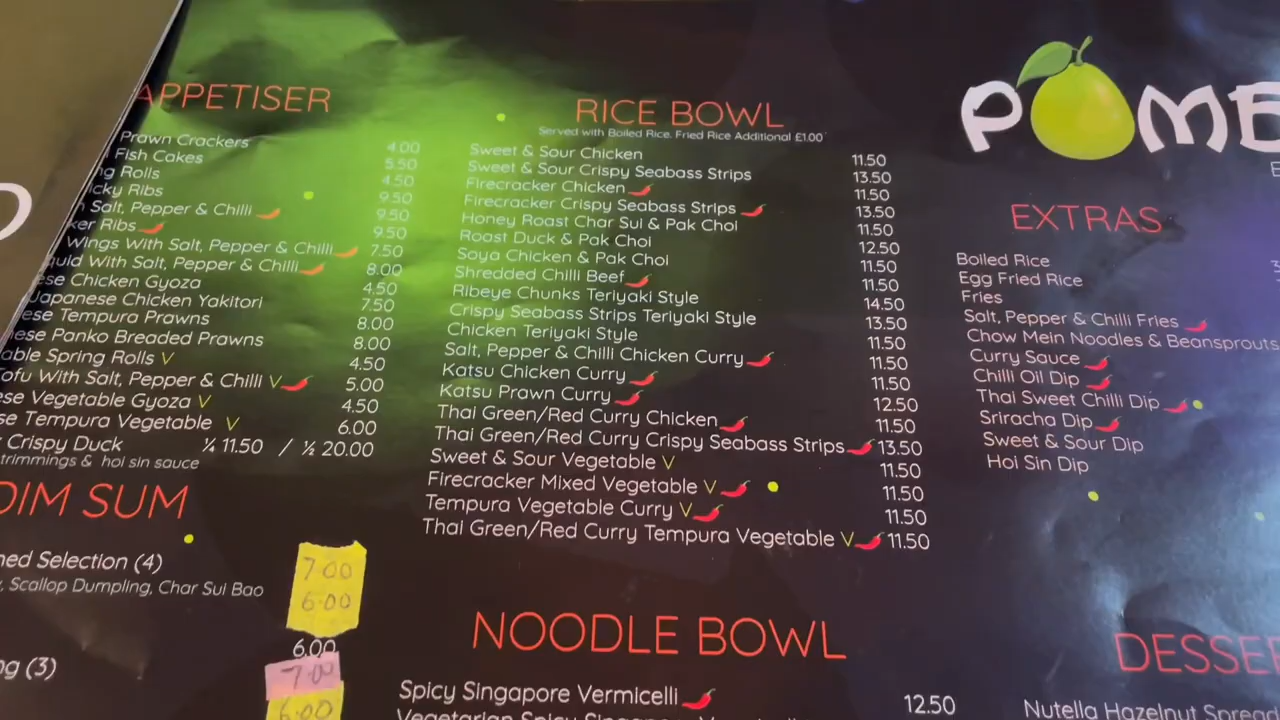 APPETISER
Prawn Crackers 4.00
Fish Cakes 5.50
Rolls 4.50
Ribs 9.50
Salt, Pepper & Chilli 9.50
Ribs 9.50
Wings With Salt, Pepper & Chilli 7.50
With Salt, Pepper & Chilli 8.00
Chicken Gyoza 4.50
Japanese Chicken Yakitori 7.50
Tempura Prawns 8.00
Panko Breaded Prawns 8.00
Spring Rolls V 4.50
With Salt, Pepper & Chilli V 5.00
Vegetable Gyoza V 4.50
Tempura Vegetable V 6.00
Crispy Duck ¼ 11.50 / ½ 20.00
trimmings & hoi sin sauce
DIM SUM
Selection (4) 7.00
Scallop Dumpling, Char Sui Bao 6.00
6.00
(3) 7.00
6.00
RICE BOWL
Served with Boiled Rice. Fried Rice Additional £1.00
Sweet & Sour Chicken 11.50
Sweet & Sour Crispy Seabass Strips 13.50
Firecracker Chicken 11.50
Firecracker Crispy Seabass Strips 13.50
Honey Roast Char Sui & Pak Choi 11.50
Roast Duck & Pak Choi 12.50
Soya Chicken & Pak Choi 11.50
Shredded Chilli Beef 11.50
Ribeye Chunks Teriyaki Style 14.50
Crispy Seabass Strips Teriyaki Style 13.50
Chicken Teriyaki Style 11.50
Salt, Pepper & Chilli Chicken Curry 11.50
Katsu Chicken Curry 11.50
Katsu Prawn Curry 12.50
Thai Green/Red Curry Chicken 11.50
Thai Green/Red Curry Crispy Seabass Strips 13.50
Sweet & Sour Vegetable V 11.50
Firecracker Mixed Vegetable V 11.50
Tempura Vegetable Curry V 11.50
Thai Green/Red Curry Tempura Vegetable V 11.50
NOODLE BOWL
Spicy Singapore Vermicelli 12.50
POME
EXTRAS
Boiled Rice
Egg Fried Rice
Fries
Salt, Pepper & Chilli Fries
Chow Mein Noodles & Beansprouts
Curry Sauce
Chilli Oil Dip
Thai Sweet Chilli Dip
Sriracha Dip
Sweet & Sour Dip
Hoi Sin Dip
DESSE
Nutella Hazelnut Spread